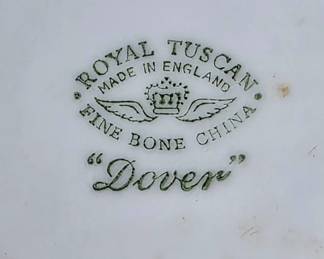 ROYAL TUSCAN
MADE IN ENGLAND
FINE BONE CHINA
"Dover"